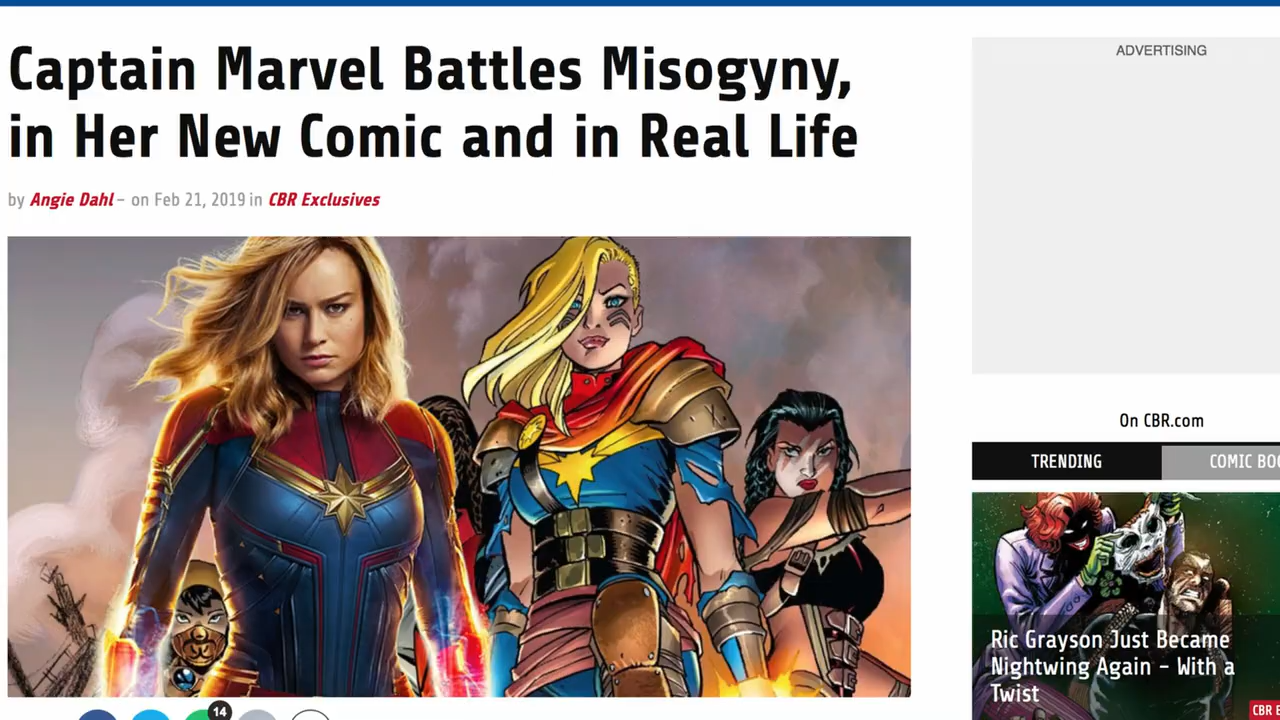 Captain Marvel Battles Misogyny,
in Her New Comic and in Real Life
by Angie Dahl – on Feb 21, 2019 in CBR Exclusives
ADVERTISING
On CBR.com
TRENDING
COMIC BOO
Ric Grayson Just Became
Nightwing Again – With a
Twist
CBR E
14